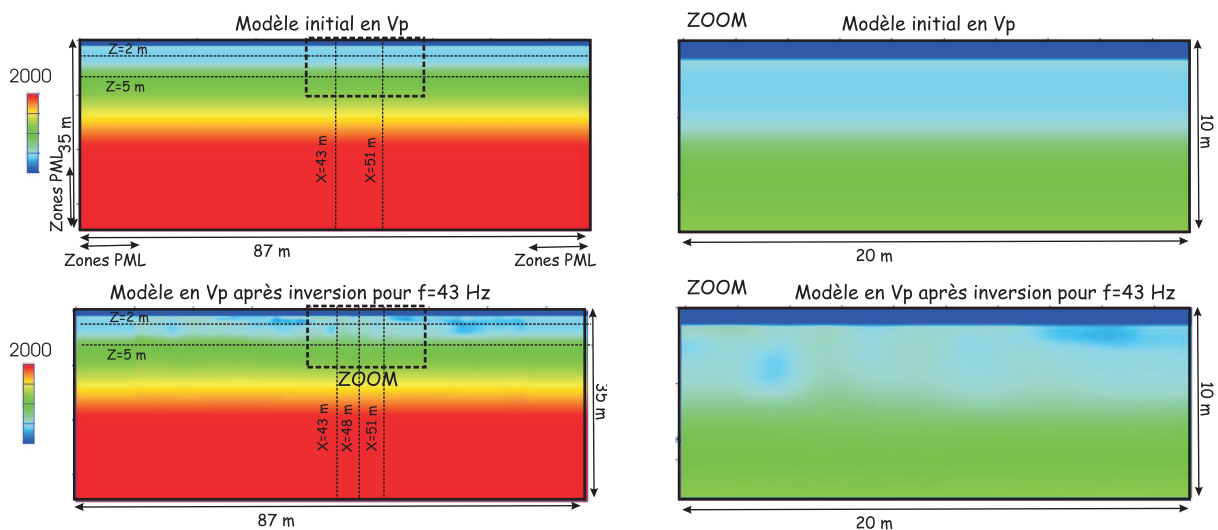 Modèle initial en Vp
Z=2 m
Z=5 m
2000
35 m
Zones PML
X=43 m
X=51 m
87 m
Zones PML
Zones PML
ZOOM
Modèle initial en Vp
10 m
20 m
Modèle en Vp après inversion pour f=43 Hz
Z=2 m
Z=5 m
2000
ZOOM
X=43 m
X=48 m
X=51 m
35 m
87 m
ZOOM
Modèle en Vp après inversion pour f=43 Hz
10 m
20 m